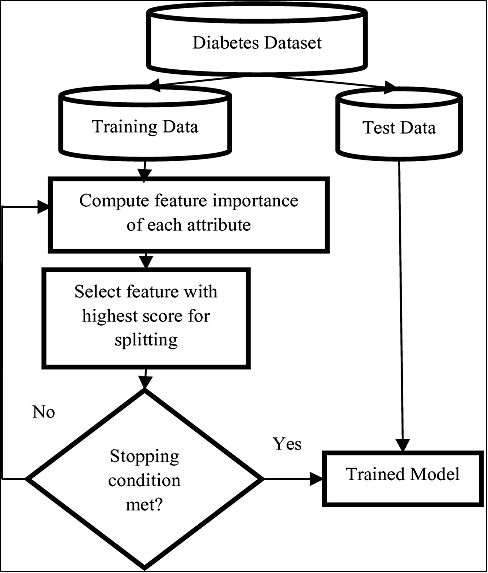 Diabetes Dataset
Training Data
Test Data
Compute feature importance
of each attribute
Select feature with
highest score for
splitting
No
Yes
Stopping
condition
met?
Trained Model